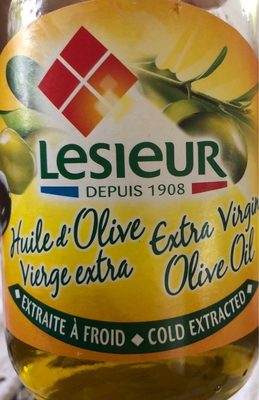 LESIEUR
DEPUIS 1908
Huile d'Olive
Vierge extra
Extra Virgin
Olive Oil
EXTRAITE À FROID ◆ COLD EXTRACTED